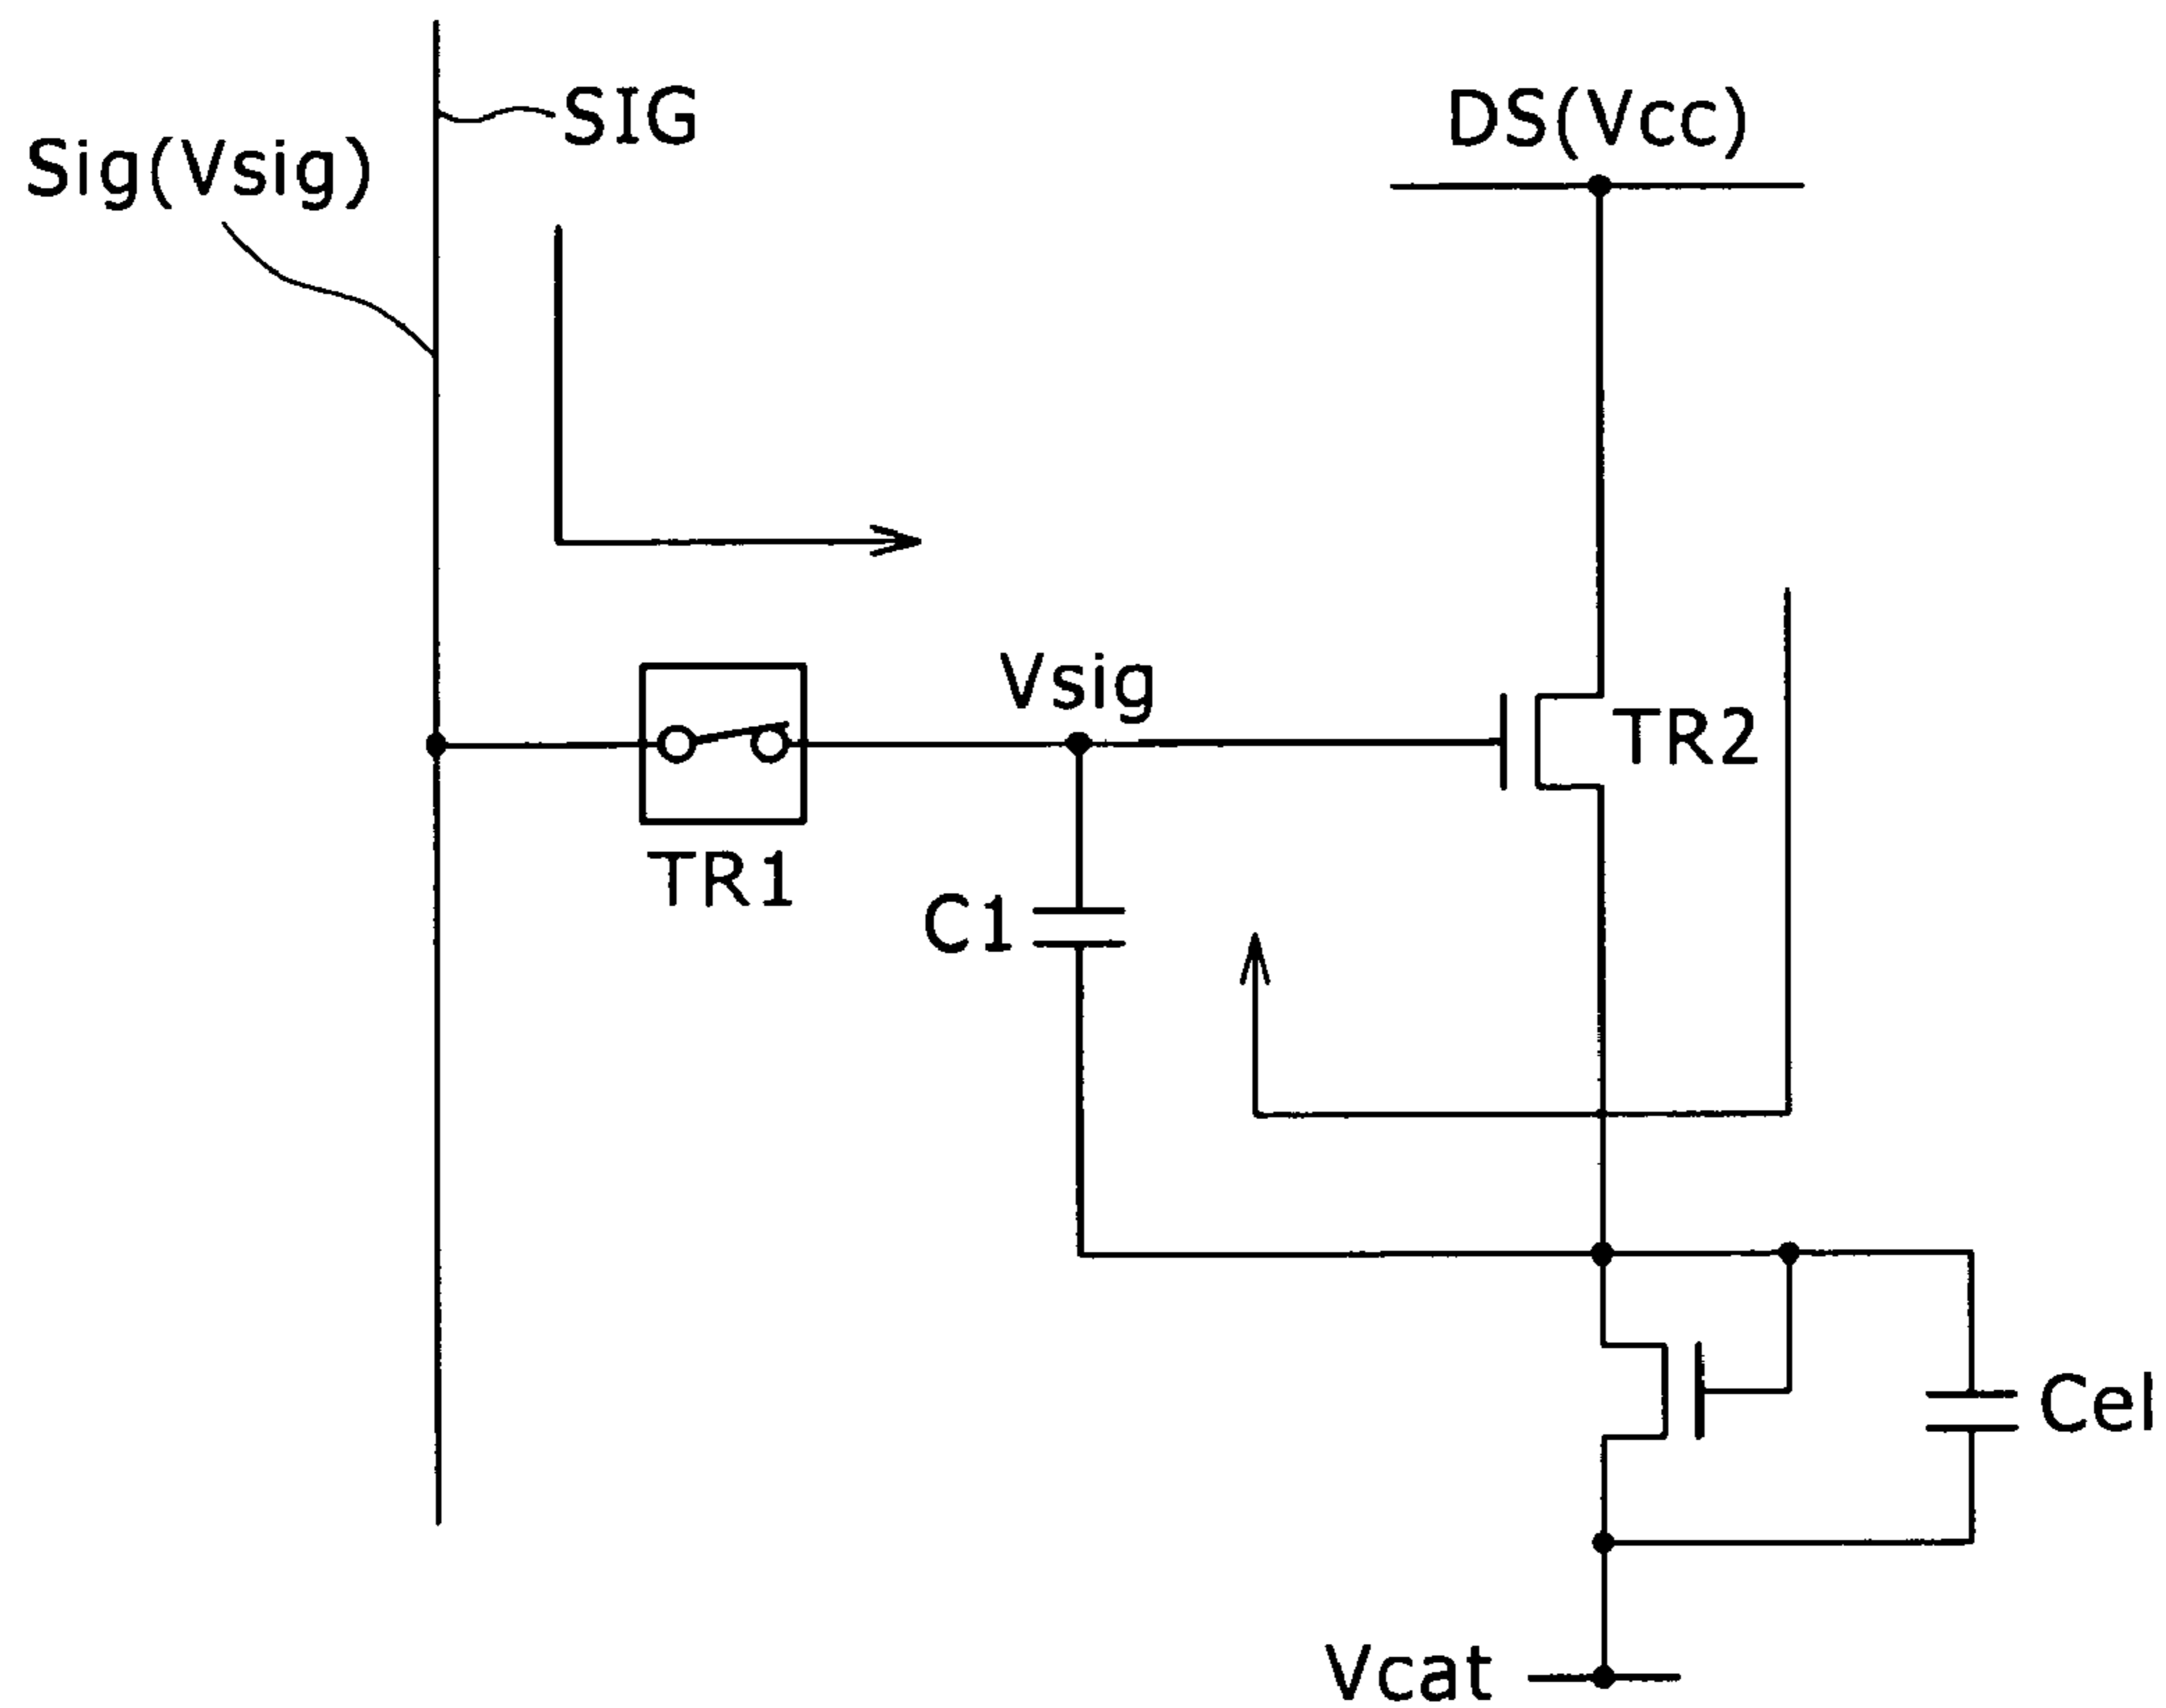 SIG
DS(Vcc)
Sig(Vsig)
Vsig
TR2
TR1
C1
Cel
Vcat